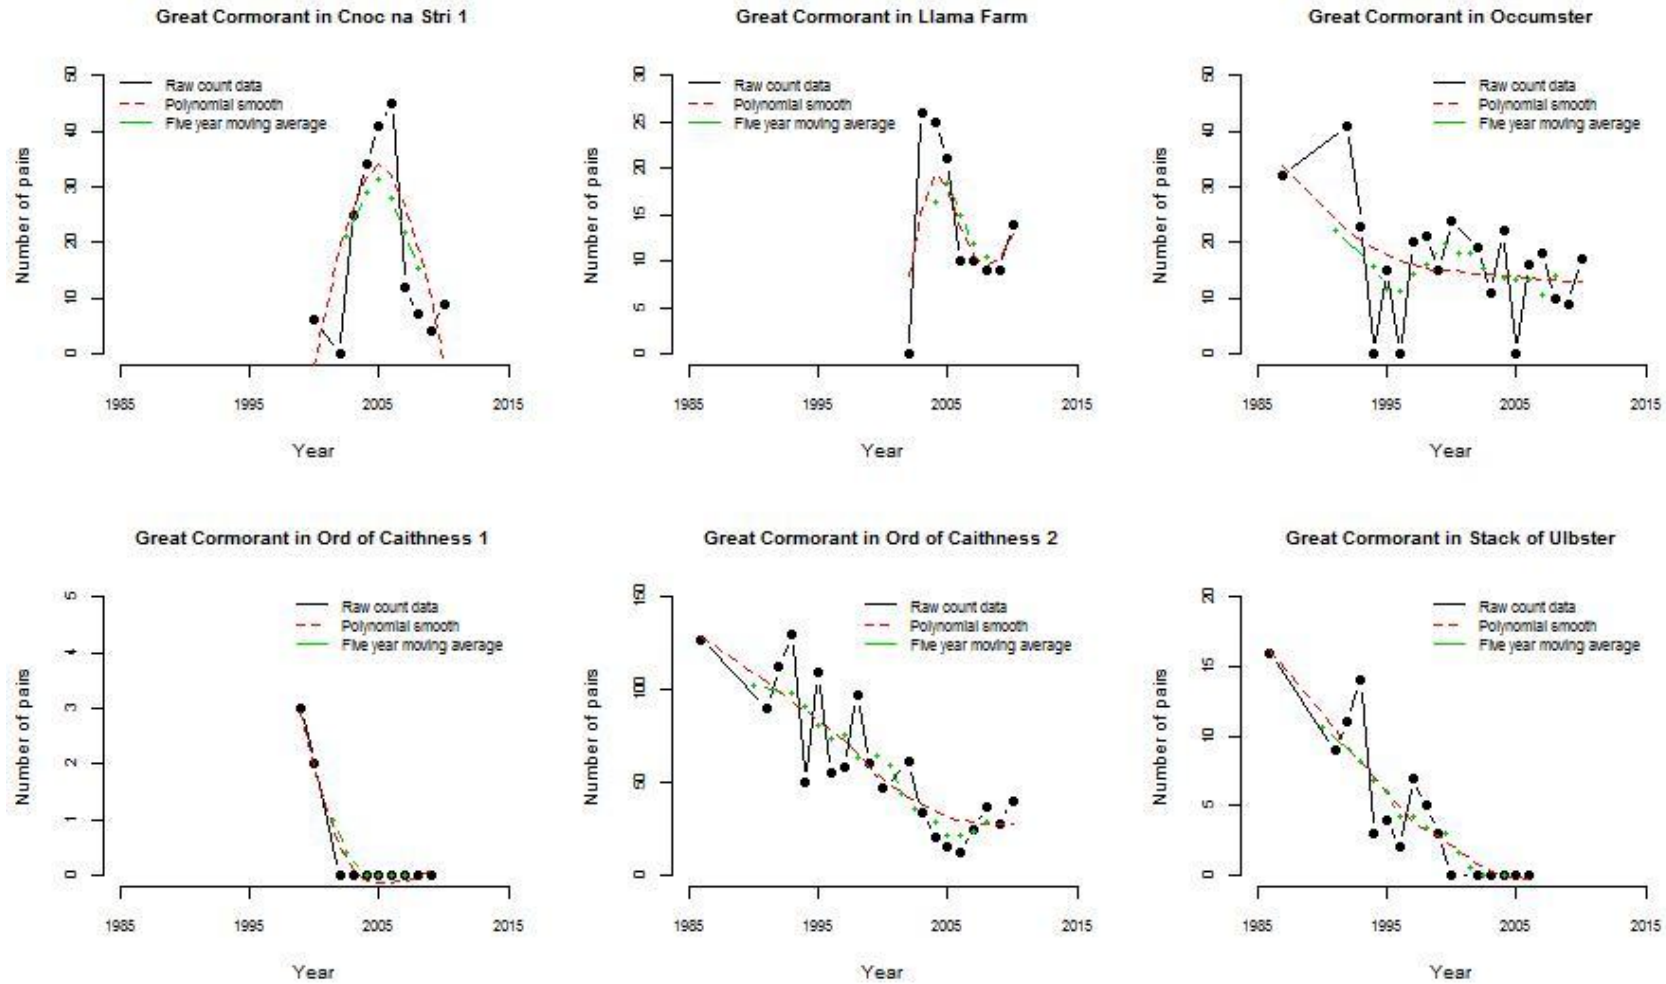 Great Cormorant in Cnoc na Stri 1
50
40
30
20
10
0
Number of pairs
Raw count data
Polynomial smooth
Five year moving average
1985 1995 2005 2015
Year
Great Cormorant in Llama Farm
30
25
20
15
10
5
0
Number of pairs
Raw count data
Polynomial smooth
Five year moving average
1985 1995 2005 2015
Year
Great Cormorant in Occumster
50
40
30
20
10
0
Number of pairs
Raw count data
Polynomial smooth
Five year moving average
1985 1995 2005 2015
Year
Great Cormorant in Ord of Caithness 1
5
4
3
2
1
0
Number of pairs
Raw count data
Polynomial smooth
Five year moving average
1985 1995 2005 2015
Year
Great Cormorant in Ord of Caithness 2
150
100
50
0
Number of pairs
Raw count data
Polynomial smooth
Five year moving average
1985 1995 2005 2015
Year
Great Cormorant in Stack of Ulbster
20
15
10
5
0
Number of pairs
Raw count data
Polynomial smooth
Five year moving average
1985 1995 2005 2015
Year